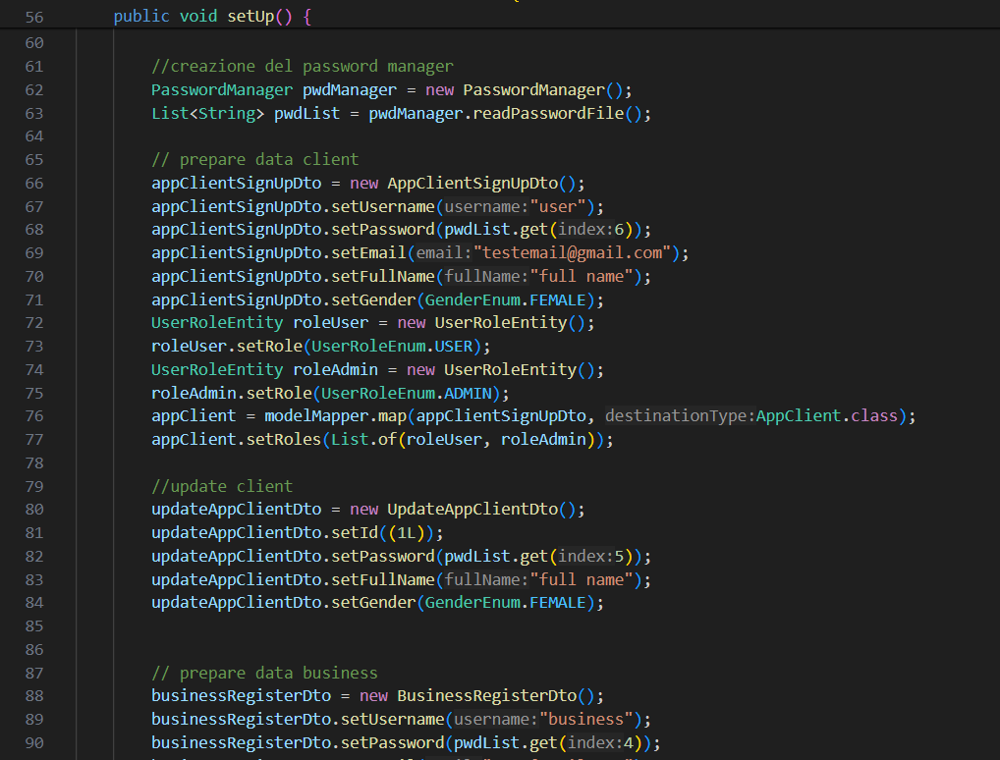 56 public void setUp() {
60
61 //creazione del password manager
62 PasswordManager pwdManager = new PasswordManager();
63 List<String> pwdList = pwdManager.readPasswordFile();
64
65 // prepare data client
66 appClientSignUpDto = new AppClientSignUpDto();
67 appClientSignUpDto.setUsername(username:"user");
68 appClientSignUpDto.setPassword(pwdList.get(index:6));
69 appClientSignUpDto.setEmail(email:"testemail@gmail.com");
70 appClientSignUpDto.setFullName(fullName:"full name");
71 appClientSignUpDto.setGender(GenderEnum.FEMALE);
72 UserRoleEntity roleUser = new UserRoleEntity();
73 roleUser.setRole(UserRoleEnum.USER);
74 UserRoleEntity roleAdmin = new UserRoleEntity();
75 roleAdmin.setRole(UserRoleEnum.ADMIN);
76 appClient = modelMapper.map(appClientSignUpDto, destinationType:AppClient.class);
77 appClient.setRoles(List.of(roleUser, roleAdmin));
78
79 //update client
80 updateAppClientDto = new UpdateAppClientDto();
81 updateAppClientDto.setId((1L));
82 updateAppClientDto.setPassword(pwdList.get(index:5));
83 updateAppClientDto.setFullName(fullName:"full name");
84 updateAppClientDto.setGender(GenderEnum.FEMALE);
85
86
87 // prepare data business
88 businessRegisterDto = new BusinessRegisterDto();
89 businessRegisterDto.setUsername(username:"business");
90 businessRegisterDto.setPassword(pwdList.get(index:4));